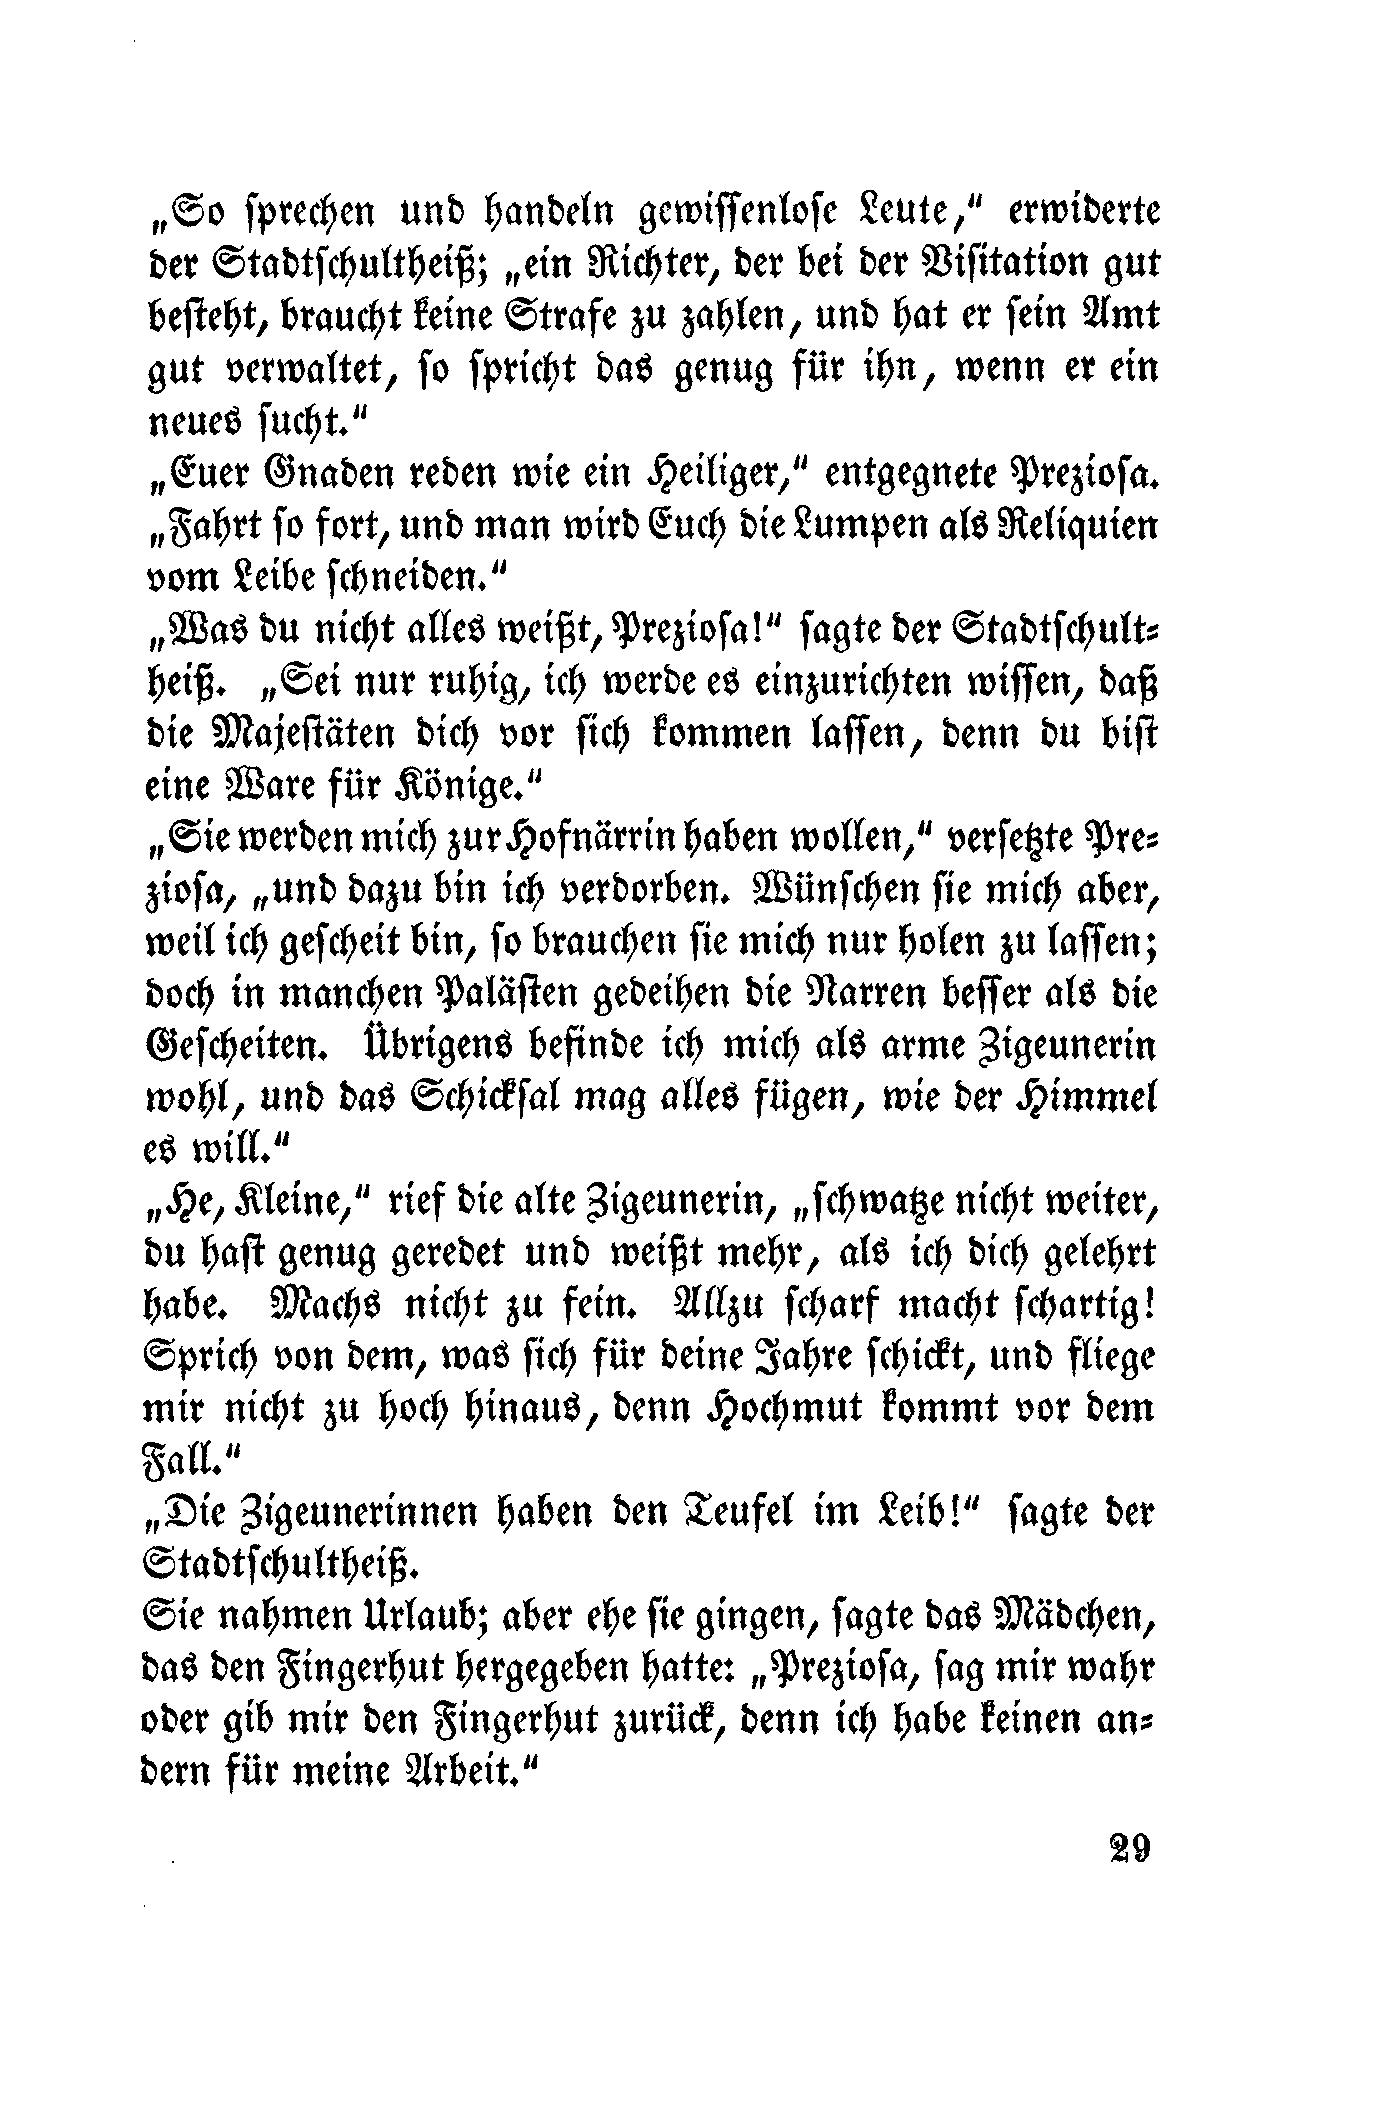 „So sprechen und handeln gewissenlose Leute,“ erwiderte
der Stadtschultheiß; „ein Richter, der bei der Visitation gut
besteht, braucht keine Strafe zu zahlen, und hat er sein Amt
gut verwaltet, so spricht das genug für ihn, wenn er ein
neues sucht.“
„Euer Gnaden reden wie ein Heiliger,“ entgegnete Preziosa.
„Fahrt so fort, und man wird Euch die Lumpen als Reliquien
vom Leibe schneiden.“
„Was du nicht alles weißt, Preziosa!“ sagte der Stadtschult-
heiß. „Sei nur ruhig, ich werde es einzurichten wissen, daß
die Majestäten dich vor sich kommen lassen, denn du bist
eine Ware für Könige.“
„Sie werden mich zur Hofnärrin haben wollen,“ versetzte Pre-
ziosa, „und dazu bin ich verdorben. Wünschen sie mich aber,
weil ich gescheit bin, so brauchen sie mich nur holen zu lassen;
doch in manchen Palästen gedeihen die Narren besser als die
Gescheiten. Übrigens befinde ich mich als arme Zigeunerin
wohl, und das Schicksal mag alles fügen, wie der Himmel
es will.“
„He, Kleine,“ rief die alte Zigeunerin, „schwatze nicht weiter,
du hast genug geredet und weißt mehr, als ich dich gelehrt
habe. Machs nicht zu fein. Allzu scharf macht schartig!
Sprich von dem, was sich für deine Jahre schickt, und fliege
mir nicht zu hoch hinaus, denn Hochmut kommt vor dem
Fall.“
„Die Zigeunerinnen haben den Teufel im Leib!“ sagte der
Stadtschultheiß.
Sie nahmen Urlaub; aber ehe sie gingen, sagte das Mädchen,
das den Fingerhut hergegeben hatte: „Preziosa, sag mir wahr
oder gib mir den Fingerhut zurück, denn ich habe keinen an-
dern für meine Arbeit.“
29